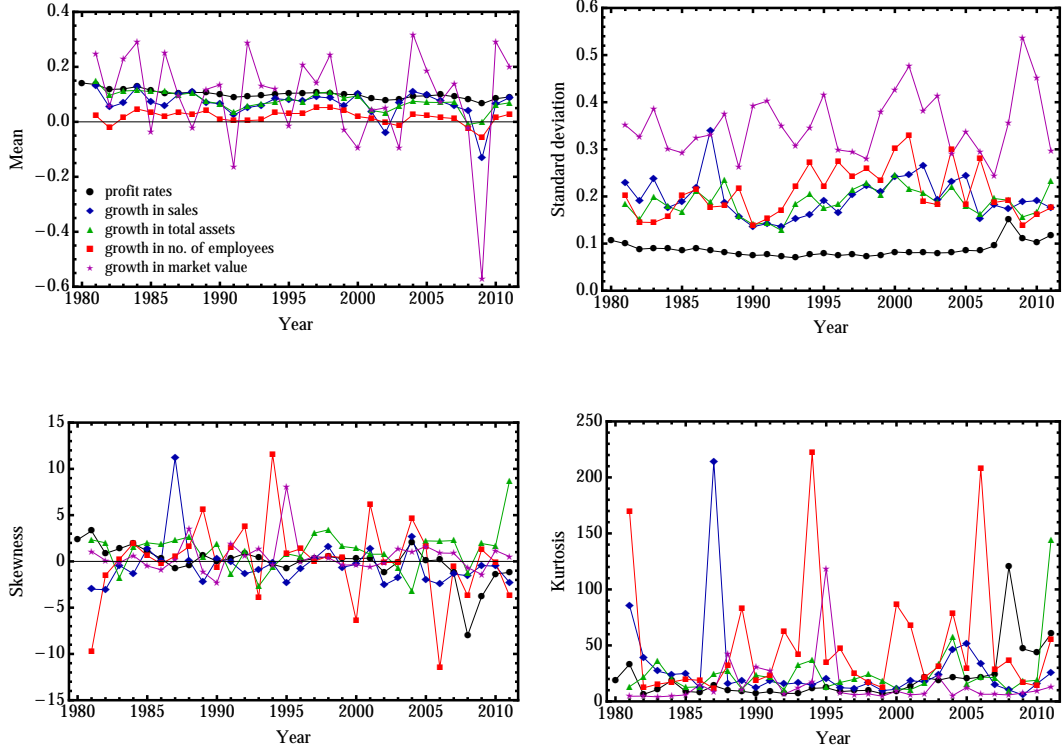 0.4
0.2
0.0
−0.2
−0.4
−0.6
Mean
profit rates
growth in sales
growth in total assets
growth in no. of employees
growth in market value
1980 1985 1990 1995 2000 2005 2010
Year
0.6
0.5
0.4
0.3
0.2
0.1
0.0
Standard deviation
1980 1985 1990 1995 2000 2005 2010
Year
15
10
5
0
−5
−10
−15
Skewness
1980 1985 1990 1995 2000 2005 2010
Year
250
200
150
100
50
0
Kurtosis
1980 1985 1990 1995 2000 2005 2010
Year